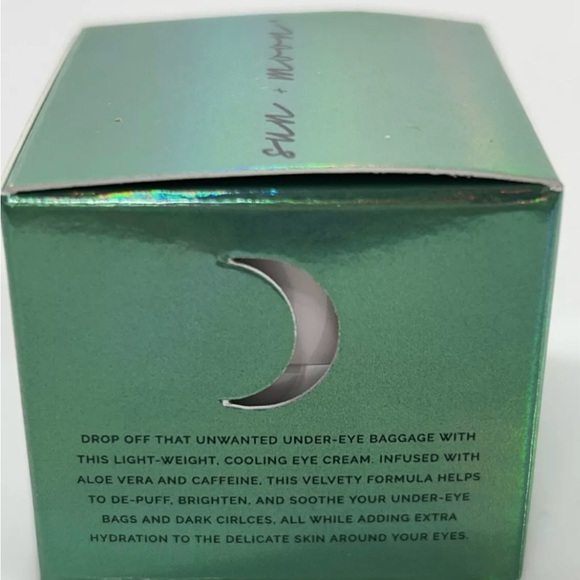 sun + moon
DROP OFF THAT UNWANTED UNDER-EYE BAGGAGE WITH
THIS LIGHT-WEIGHT, COOLING EYE CREAM. INFUSED WITH
ALOE VERA AND CAFFEINE, THIS VELVETY FORMULA HELPS
TO DE-PUFF, BRIGHTEN, AND SOOTHE YOUR UNDER-EYE
BAGS AND DARK CIRLCES, ALL WHILE ADDING EXTRA
HYDRATION TO THE DELICATE SKIN AROUND YOUR EYES.